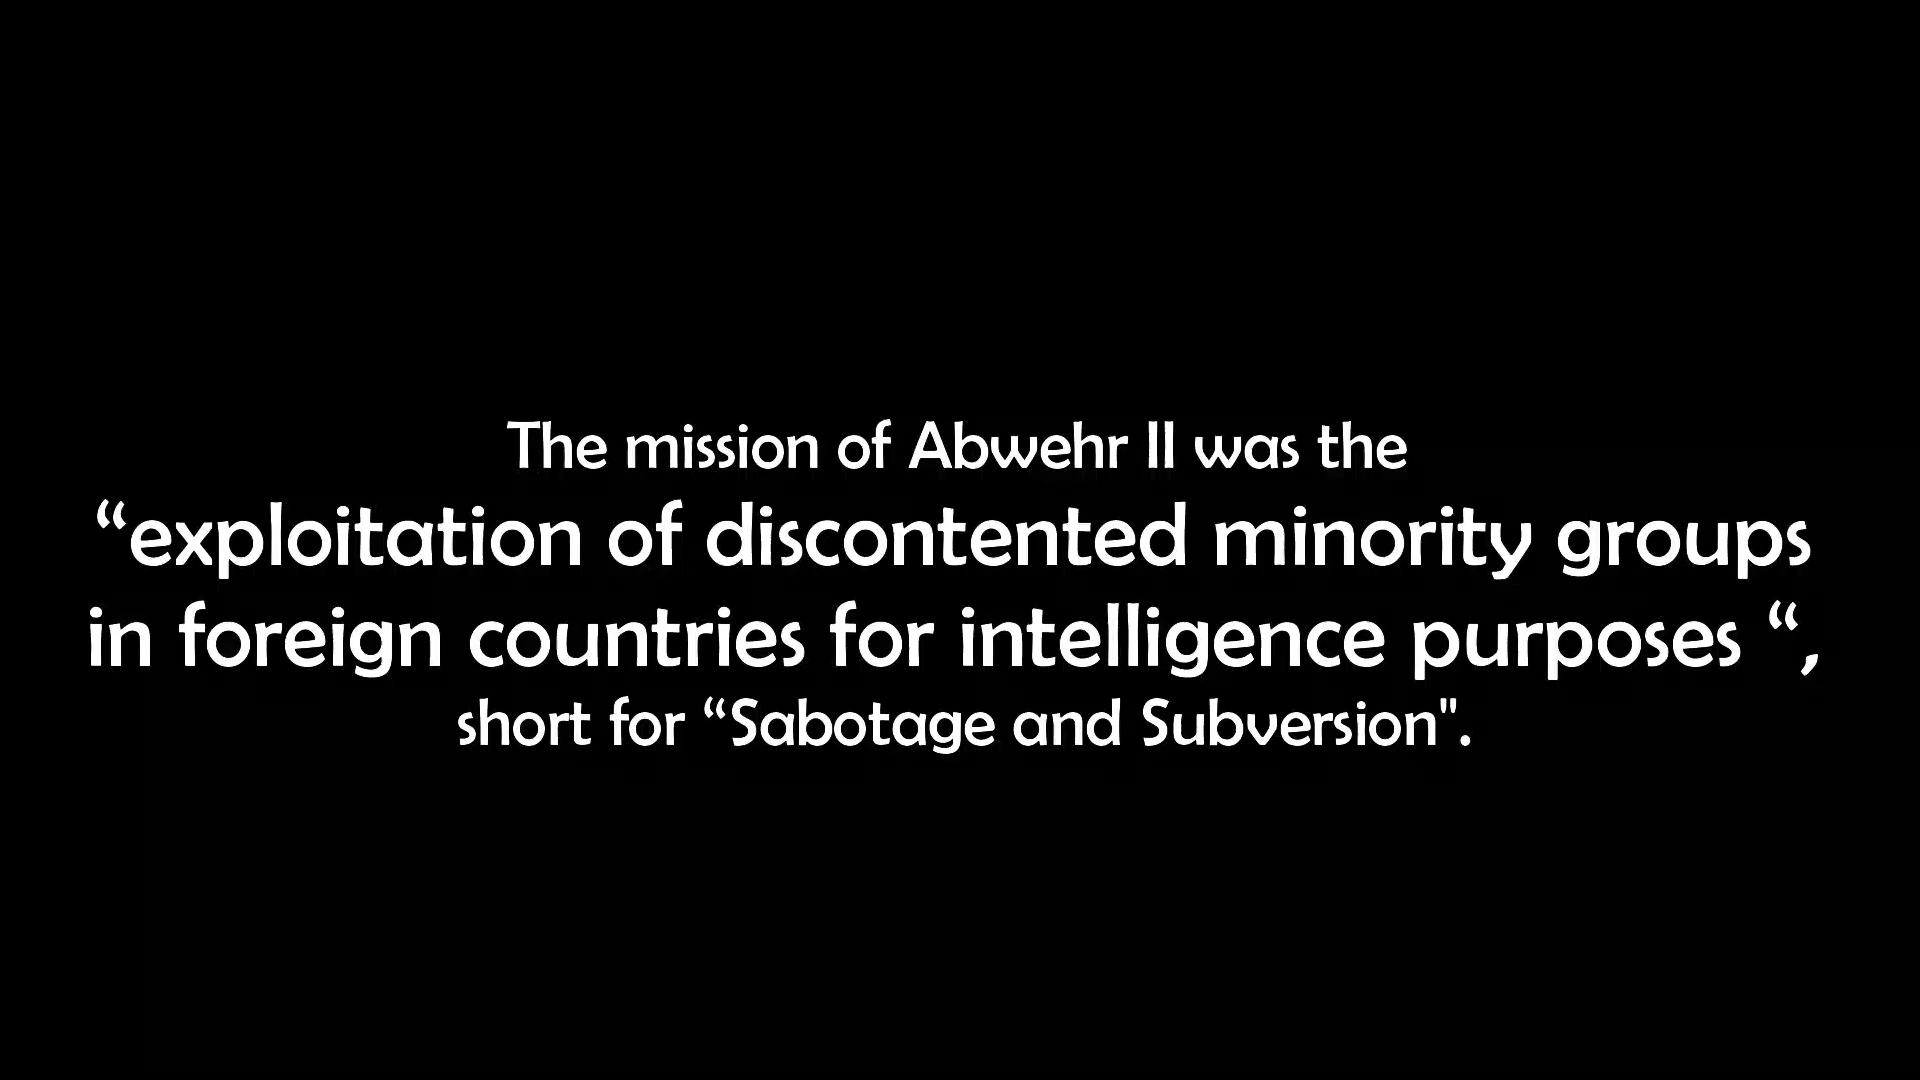 The mission of Abwehr II was the
“exploitation of discontented minority groups
in foreign countries for intelligence purposes “,
short for “Sabotage and Subversion".